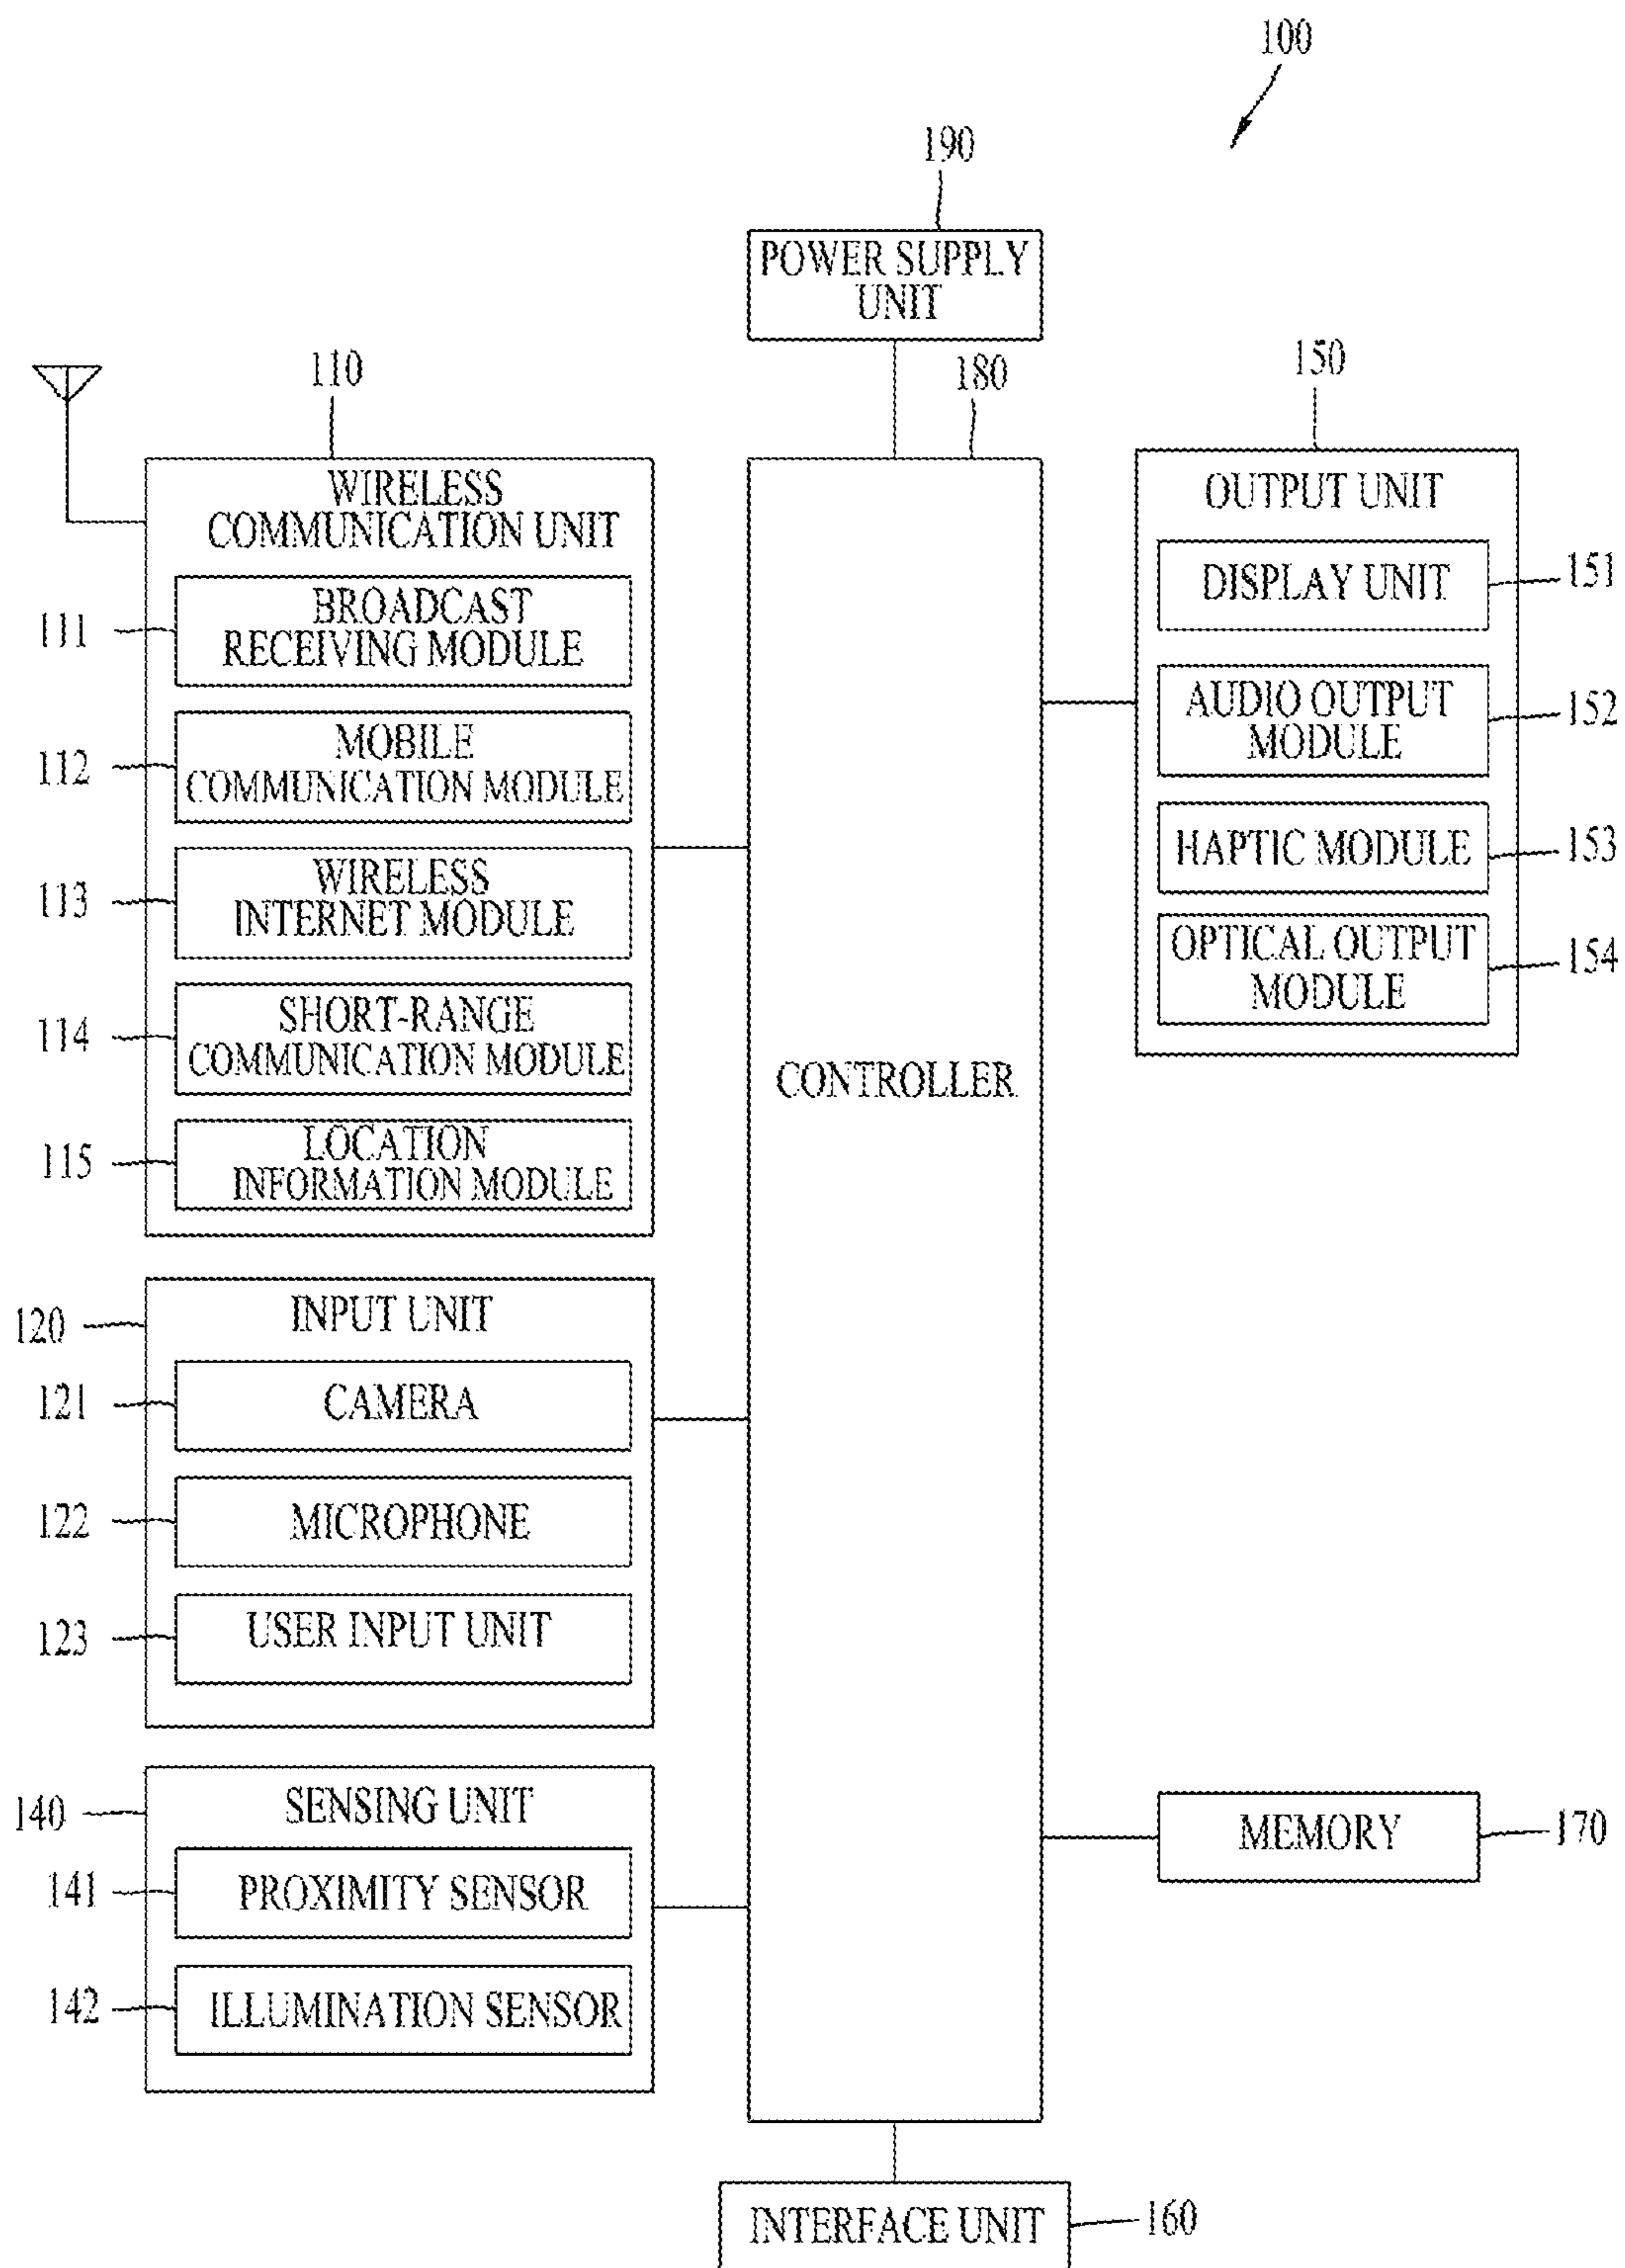 100
190
POWER SUPPLY
UNIT
110
180
150
WIRELESS
COMMUNICATION UNIT
111
BROADCAST
RECEIVING MODULE
112
MOBILE
COMMUNICATION MODULE
113
WIRELESS
INTERNET MODULE
114
SHORT-RANGE
COMMUNICATION MODULE
115
LOCATION
INFORMATION MODULE
120
INPUT UNIT
121
CAMERA
122
MICROPHONE
123
USER INPUT UNIT
140
SENSING UNIT
141
PROXIMITY SENSOR
142
ILLUMINATION SENSOR
CONTROLLER
OUTPUT UNIT
DISPLAY UNIT
151
AUDIO OUTPUT
MODULE
152
HAPTIC MODULE
153
OPTICAL OUTPUT
MODULE
154
MEMORY
170
INTERFACE UNIT
160